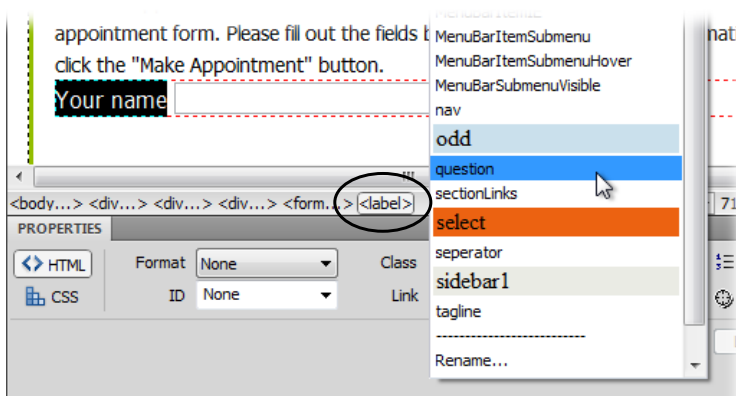 appointment form. Please fill out the fields
click the "Make Appointment" button.
Your name
MenuBarItemSubmenu
MenuBarItemSubmenuHover
MenuBarSubmenuVisible
nav
odd
question
sectionLinks
select
seperator
sidebar1
tagline
--------------------------
Rename...
<body...> <div...> <div...> <div...> <form...> <label>
71
PROPERTIES
<> HTML Format None Class
CSS ID None Link